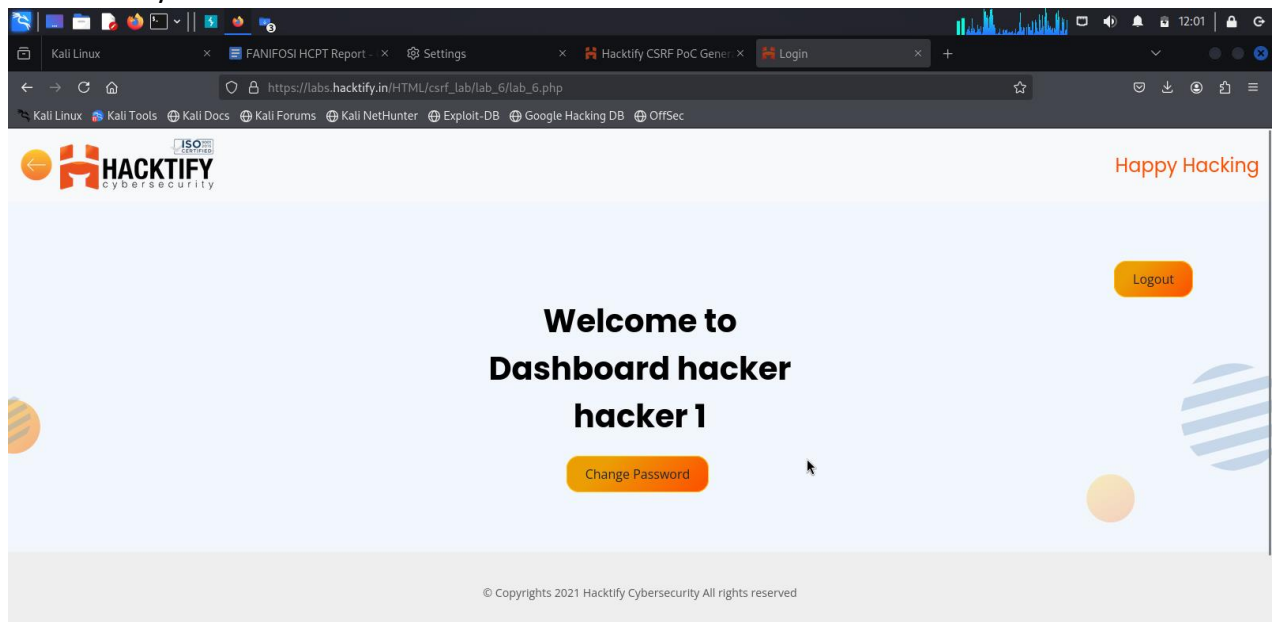 12:01
Kali Linux
FANIFOSI HCPT Report -
Settings
Hacktify CSRF PoC Gener
Login
https://labs.hacktify.in/HTML/csrf_lab/lab_6/lab_6.php
Kali Linux Kali Tools Kali Docs Kali Forums Kali NetHunter Exploit-DB Google Hacking DB OffSec
ISO
CERTIFIED
HACKTIFY
cybersecurity
Happy Hacking
Logout
Welcome to
Dashboard hacker
hacker 1
Change Password
© Copyrights 2021 Hacktify Cybersecurity All rights reserved